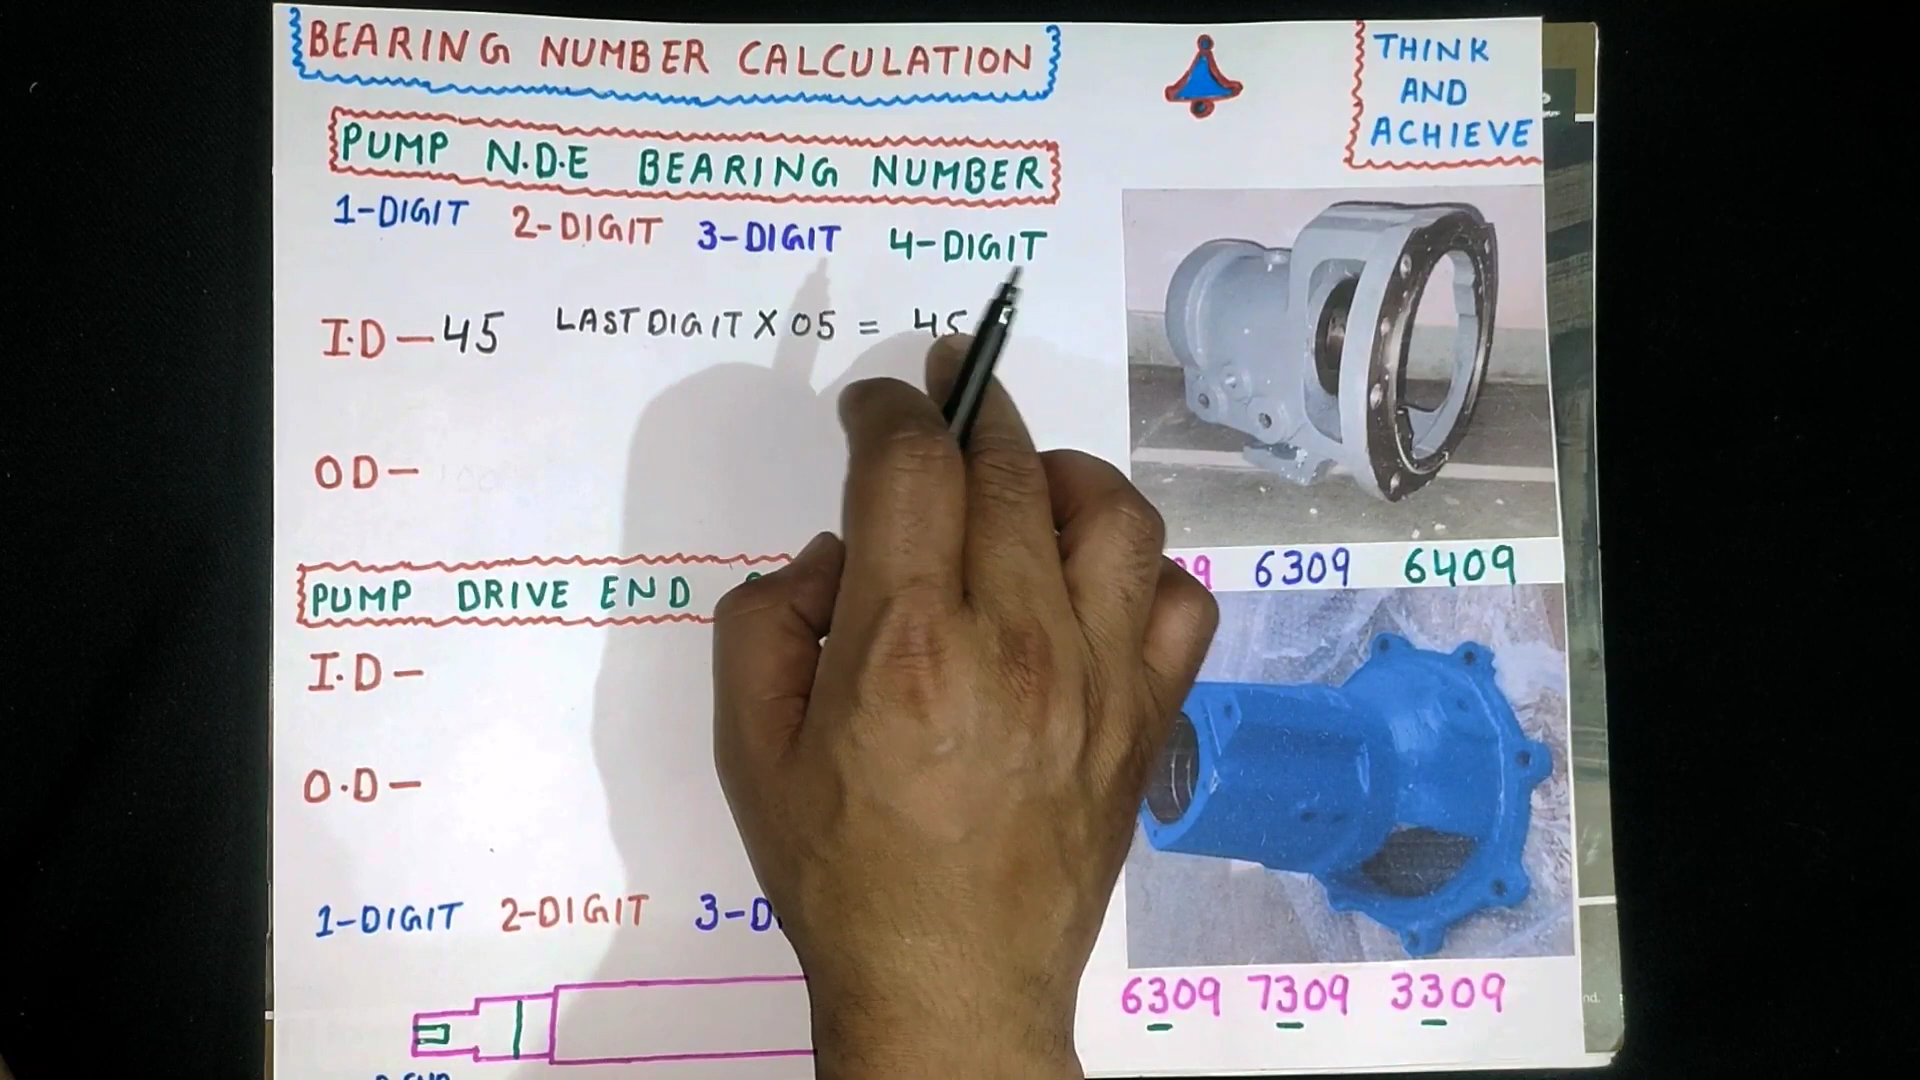 BEARING NUMBER CALCULATION
THINK
AND
ACHIEVE
PUMP N.D.E BEARING NUMBER
1-DIGIT 2-DIGIT 3-DIGIT 4-DIGIT
I.D-45 LAST DIGIT X 05 = 45
OD-
6309 6409
PUMP DRIVE END
I.D-
O.D-
1-DIGIT 2-DIGIT
6309 7309 3309